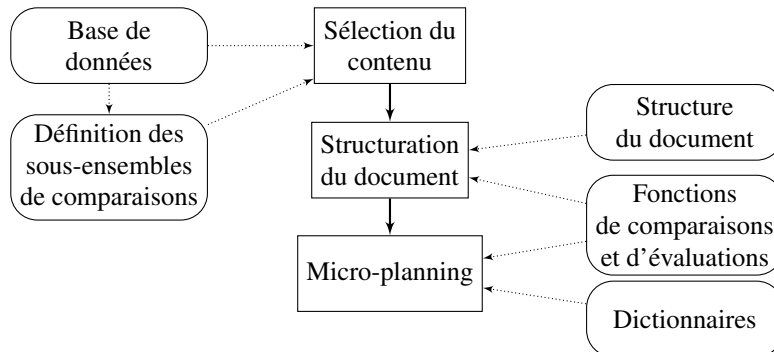 Base de
données
Sélection du
contenu
Définition des
sous-ensembles
de comparaisons
Structuration
du document
Structure
du document
Fonctions
de comparaisons
et d'évaluations
Micro-planning
Dictionnaires